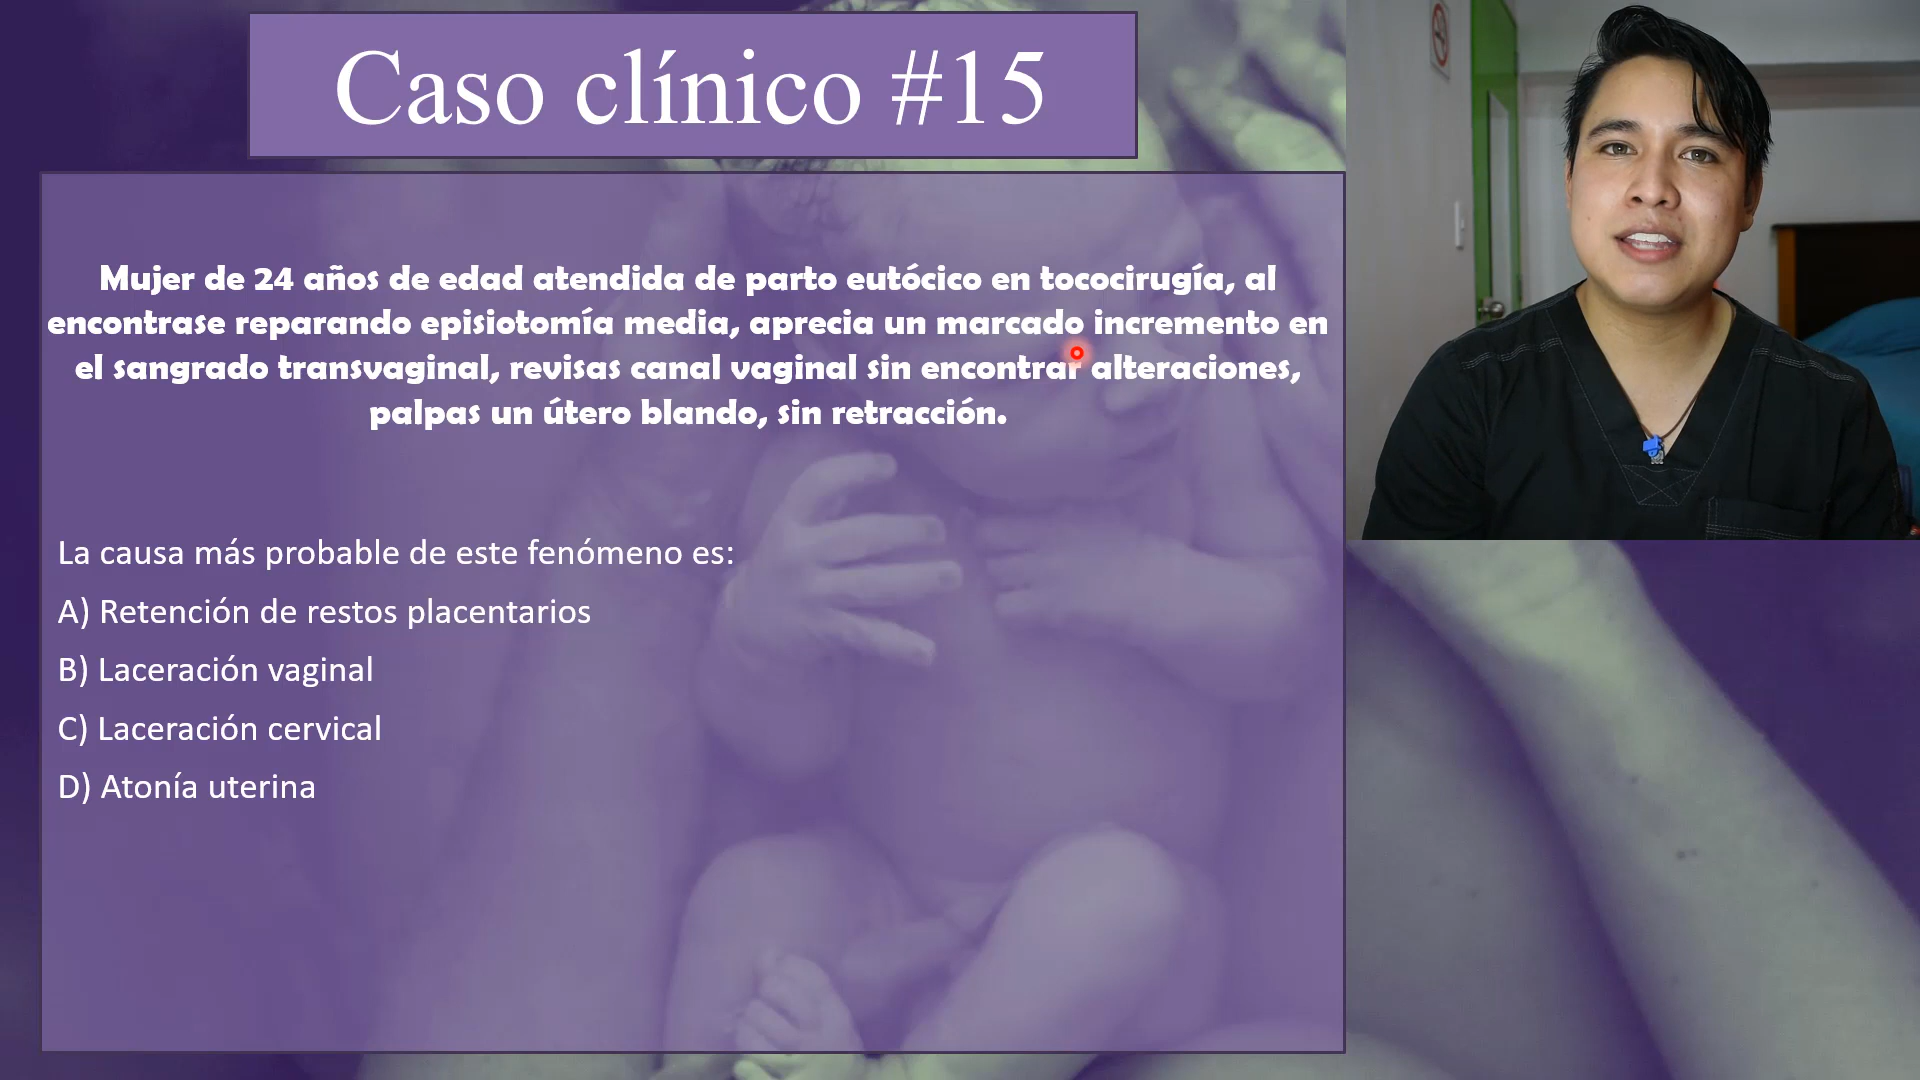 Caso clínico #15
Mujer de 24 años de edad atendida de parto eutócico en tococirugía, al
encontrase reparando episiotomía media, aprecia un marcado incremento en
el sangrado transvaginal, revisas canal vaginal sin encontrar alteraciones,
palpas un útero blando, sin retracción.
La causa más probable de este fenómeno es:
A) Retención de restos placentarios
B) Laceración vaginal
C) Laceración cervical
D) Atonía uterina